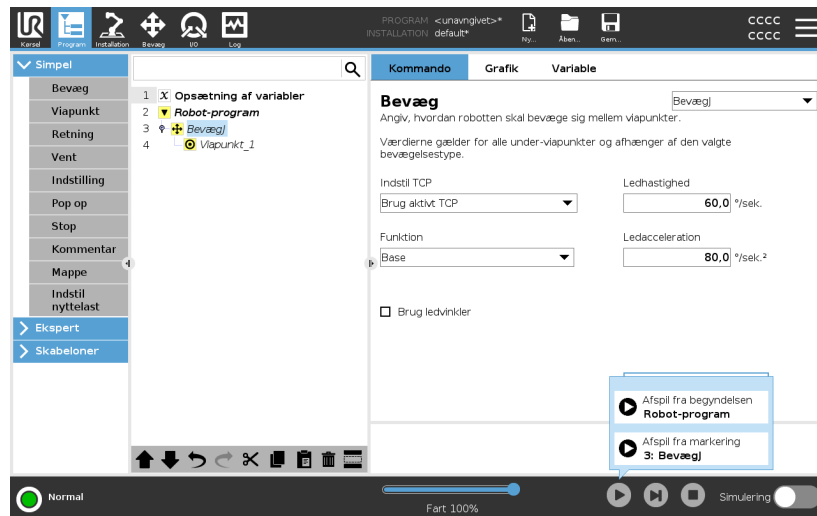 UR
Kørsel
Program
Installation
Bevæg
I/O
Log
PROGRAM <unavngivet>*
INSTALLATION default*
Ny...
Åben...
Gem...
cccc
cccc
Simpel
Bevæg
Viapunkt
Retning
Vent
Indstilling
Pop op
Stop
Kommentar
Mappe
Indstil
nyttelast
Ekspert
Skabeloner
1 X Opsætning af variabler
2 Robot-program
3 BevægJ
4 Viapunkt_1
Kommando Grafik Variable
Bevæg
BevægJ
Angiv, hvordan robotten skal bevæge sig mellem viapunkter.
Værdierne gælder for alle under-viapunkter og afhænger af den valgte
bevægelsestype.
Indstil TCP
Ledhastighed
Brug aktivt TCP
60,0 °/sek.
Funktion
Ledacceleration
Base
80,0 °/sek.²
Brug ledvinkler
Afspil fra begyndelsen
Robot-program
Afspil fra markering
3: BevægJ
Normal
Fart 100%
Simulering